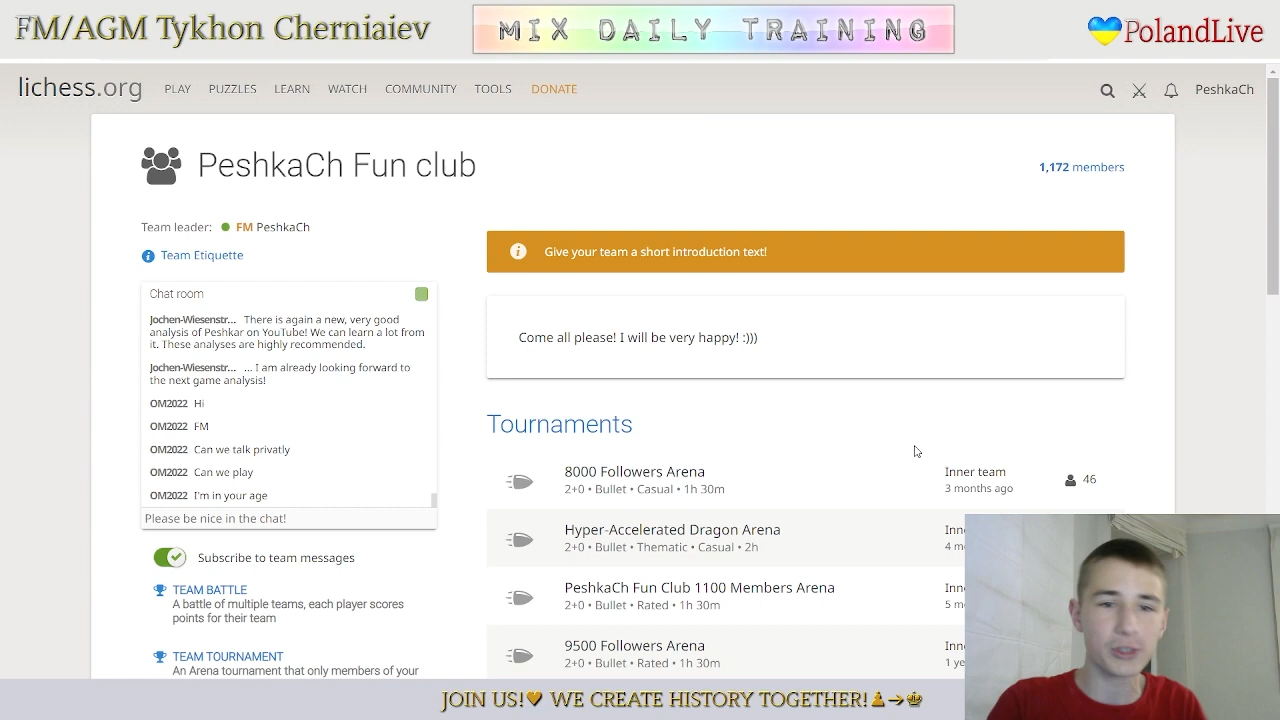 FM/AGM Tykhon Cherniaiev
MIX DAILY TRAINING
PolandLive
lichess.org PLAY PUZZLES LEARN WATCH COMMUNITY TOOLS DONATE PeshkaCh
PeshkaCh Fun club
1,172 members
Team leader: FM PeshkaCh
Team Etiquette
Chat room
Jochen-Wiesenstr... There is again a new, very good
analysis of Peshkar on YouTube! We can learn a lot from
it. These analyses are highly recommended.
Jochen-Wiesenstr... ... I am already looking forward to
the next game analysis!
OM2022 Hi
OM2022 FM
OM2022 Can we talk privatly
OM2022 Can we play
OM2022 I'm in your age
Please be nice in the chat!
Subscribe to team messages
TEAM BATTLE
A battle of multiple teams, each player scores
points for their team
TEAM TOURNAMENT
An Arena tournament that only members of your
Give your team a short introduction text!
Come all please! I will be very happy! :)))
Tournaments
8000 Followers Arena
2+0 • Bullet • Casual • 1h 30m
Inner team
3 months ago
46
Hyper-Accelerated Dragon Arena
2+0 • Bullet • Thematic • Casual • 2h
PeshkaCh Fun Club 1100 Members Arena
2+0 • Bullet • Rated • 1h 30m
9500 Followers Arena
2+0 • Bullet • Rated • 1h 30m
JOIN US! WE CREATE HISTORY TOGETHER!